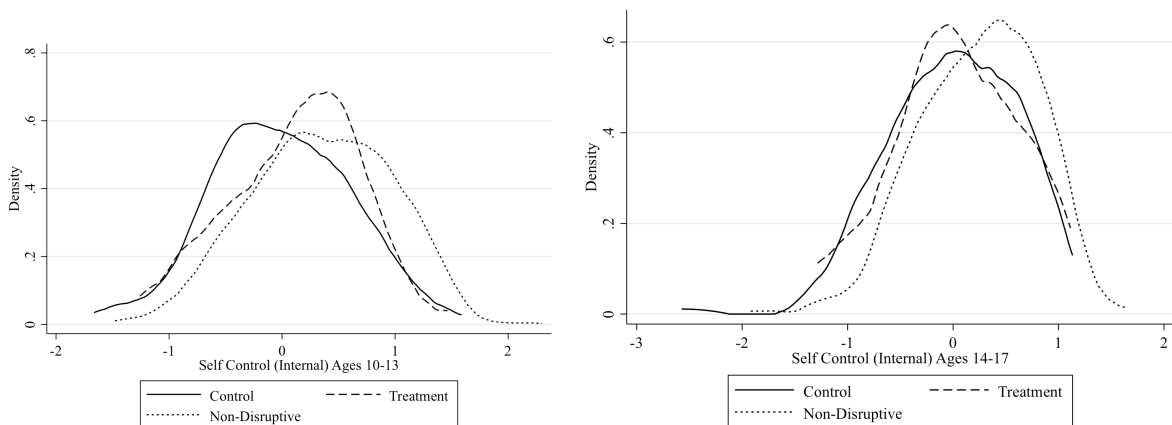 .8
.6
.4
.2
0
Density
-2 -1 0 1 2
Self Control (Internal) Ages 10-13
Control Treatment
Non-Disruptive
.6
.4
.2
0
Density
-3 -2 -1 0 1 2
Self Control (Internal) Ages 14-17
Control Treatment
Non-Disruptive